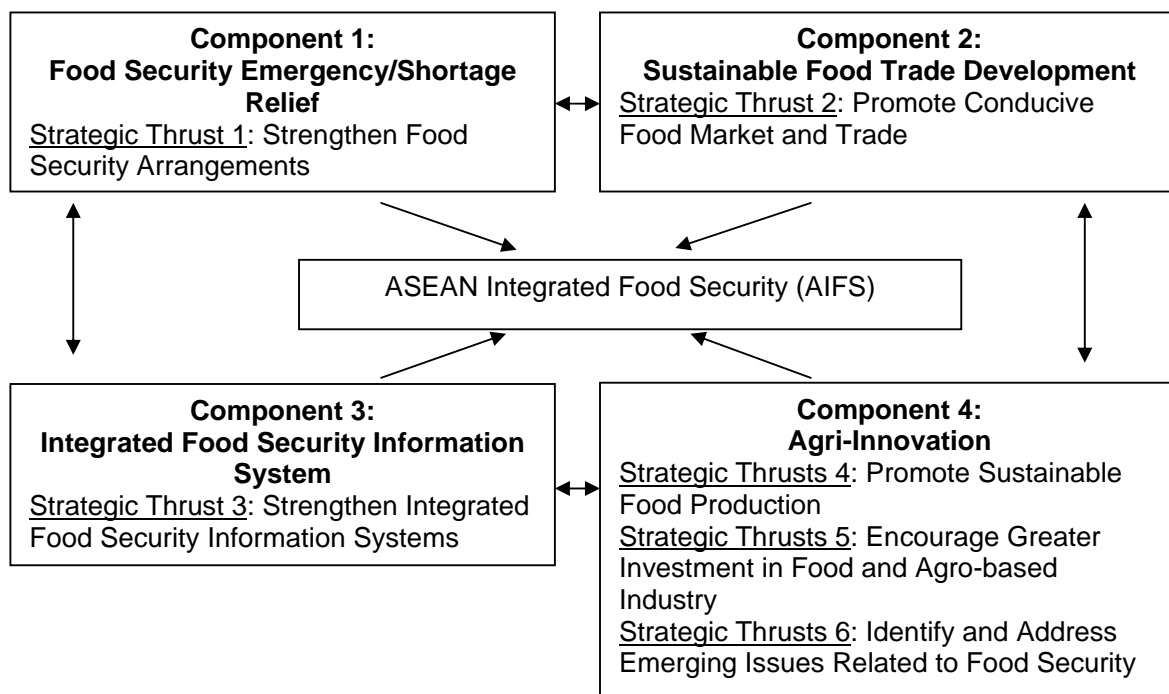 Component 1:
Food Security Emergency/Shortage
Relief
Strategic Thrust 1: Strengthen Food
Security Arrangements
Component 2:
Sustainable Food Trade Development
Strategic Thrust 2: Promote Conducive
Food Market and Trade
ASEAN Integrated Food Security (AIFS)
Component 3:
Integrated Food Security Information
System
Strategic Thrust 3: Strengthen Integrated
Food Security Information Systems
Component 4:
Agri-Innovation
Strategic Thrusts 4: Promote Sustainable
Food Production
Strategic Thrusts 5: Encourage Greater
Investment in Food and Agro-based
Industry
Strategic Thrusts 6: Identify and Address
Emerging Issues Related to Food Security